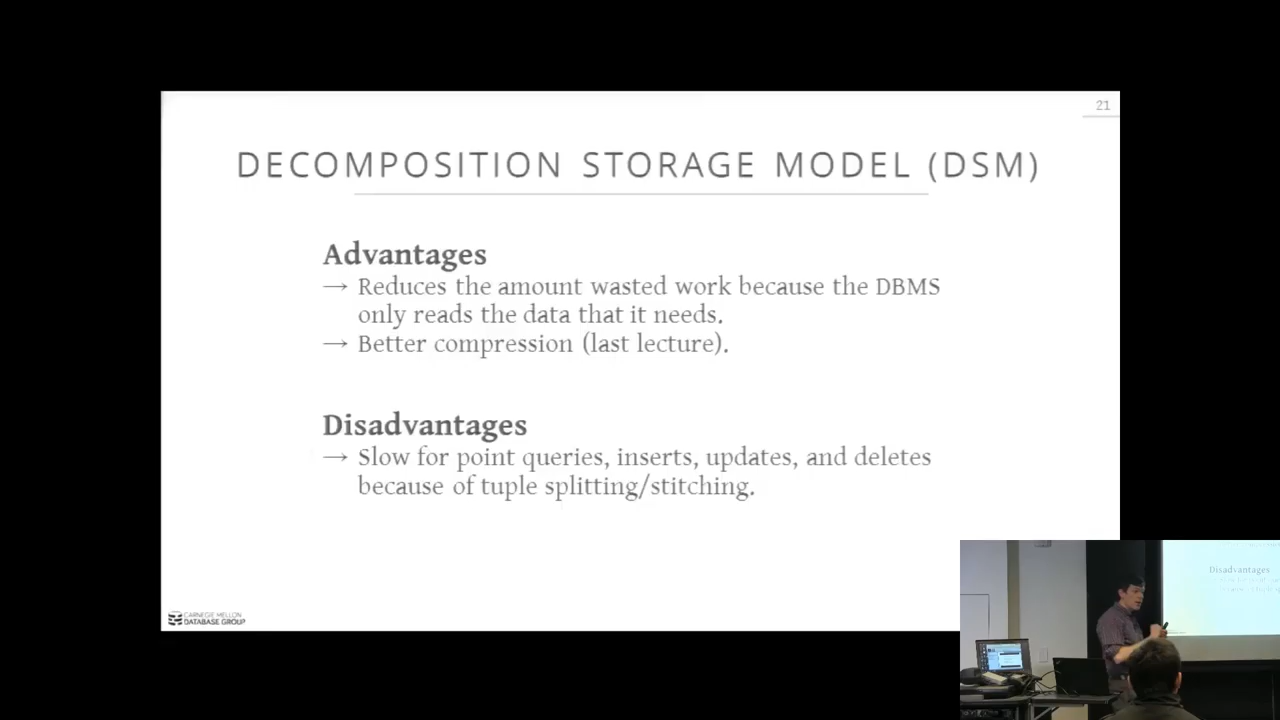 21
DECOMPOSITION STORAGE MODEL (DSM)
Advantages
→ Reduces the amount wasted work because the DBMS
only reads the data that it needs.
→ Better compression (last lecture).
Disadvantages
→ Slow for point queries, inserts, updates, and deletes
because of tuple splitting/stitching.
CARNEGIE MELLON
DATABASE GROUP
Disadvantages